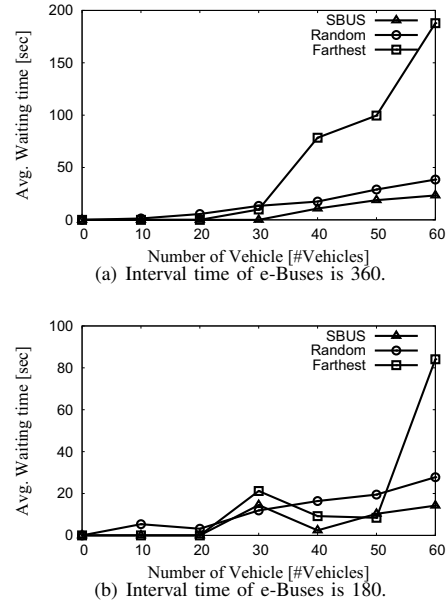 200
150
100
50
0
Avg. Waiting time [sec]
SBUS
Random
Farthest
0 10 20 30 40 50 60
Number of Vehicle [#Vehicles]
(a) Interval time of e-Buses is 360.
100
80
60
40
20
0
Avg. Waiting time [sec]
SBUS
Random
Farthest
0 10 20 30 40 50 60
Number of Vehicle [#Vehicles]
(b) Interval time of e-Buses is 180.